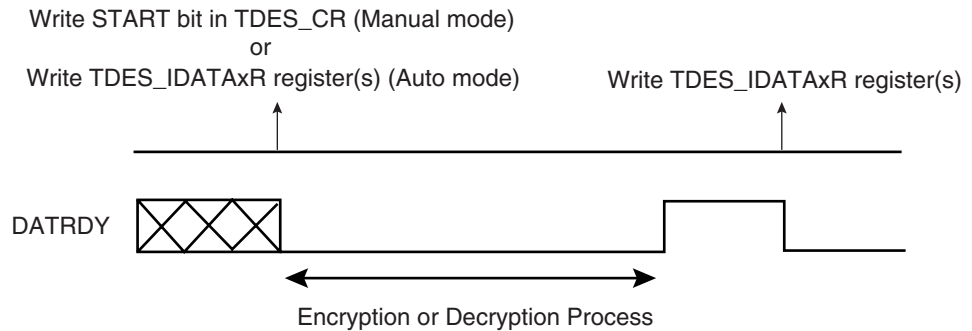 Write START bit in TDES_CR (Manual mode)
or
Write TDES_IDATAxR register(s) (Auto mode)
Write TDES_IDATAxR register(s)
DATRDY
Encryption or Decryption Process